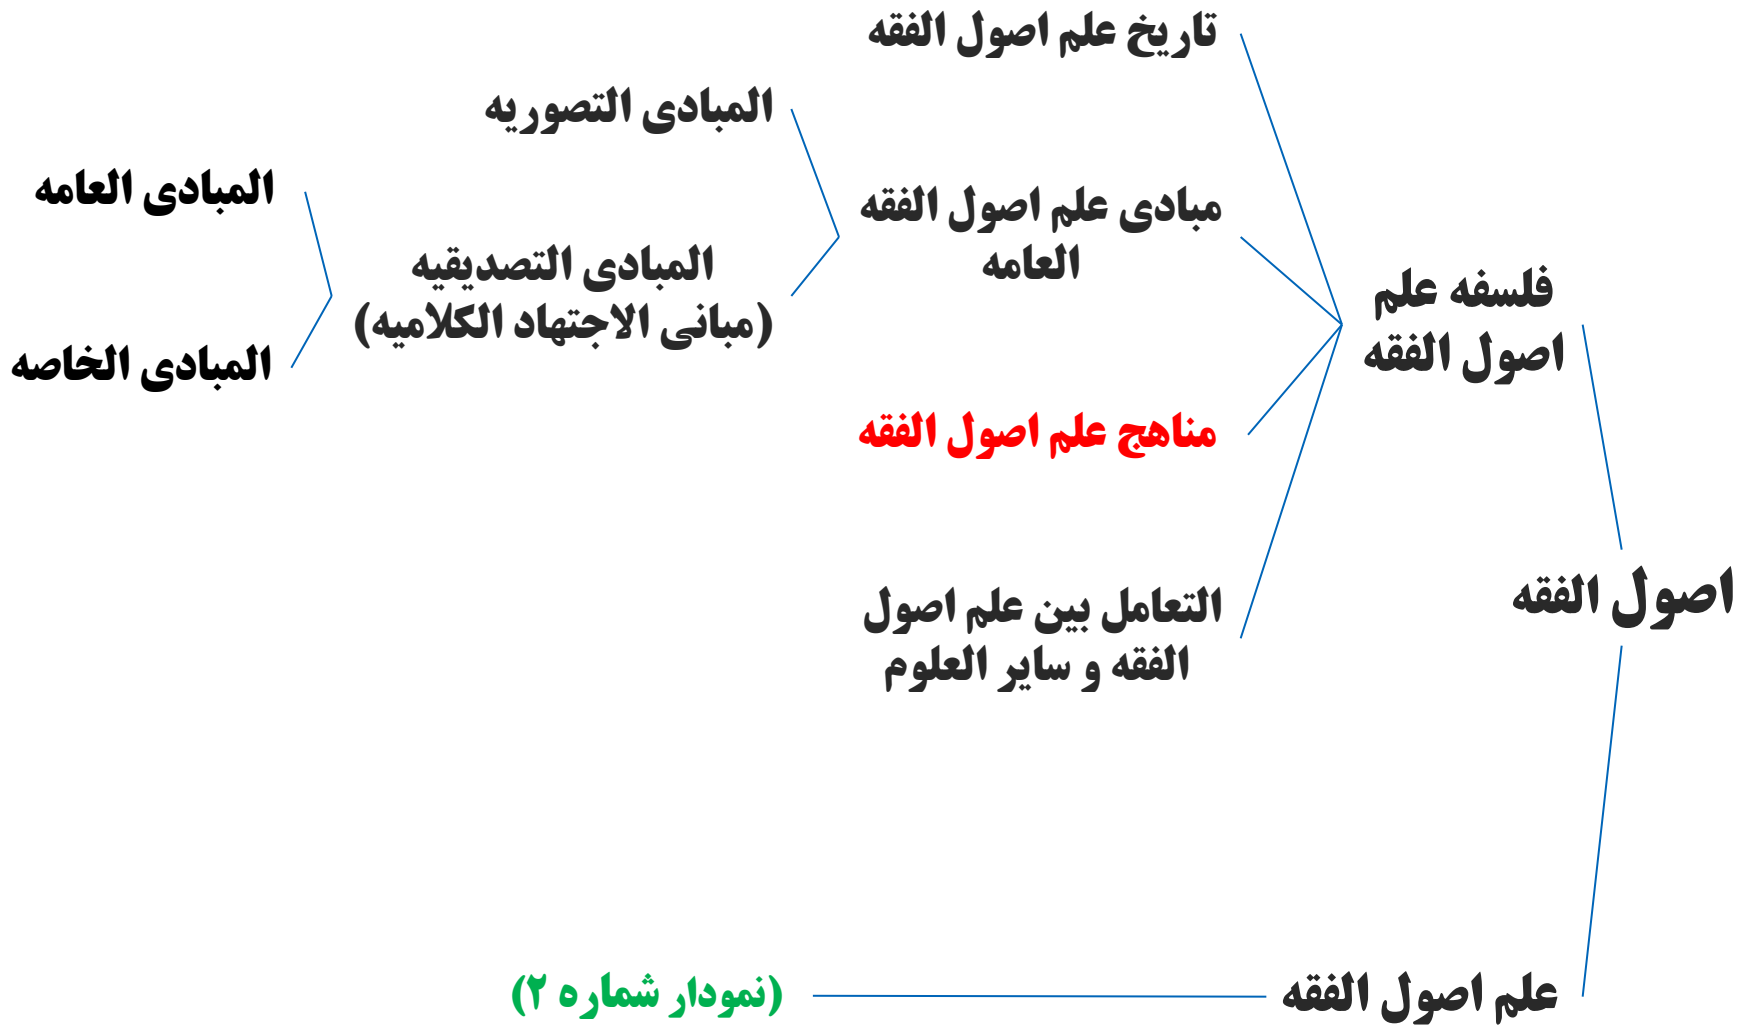 اصول الفقه
فلسفه علم
اصول الفقه
تاریخ علم اصول الفقه
مبادی علم اصول الفقه
العامه
المبادی التصوریه
المبادی التصدیقیه
(مبانی الاجتهاد الکلامیه)
المبادی العامه
المبادی الخاصه
مناهج علم اصول الفقه
التعامل بین علم اصول
الفقه و سایر العلوم
علم اصول الفقه
(نمودار شماره ۲)